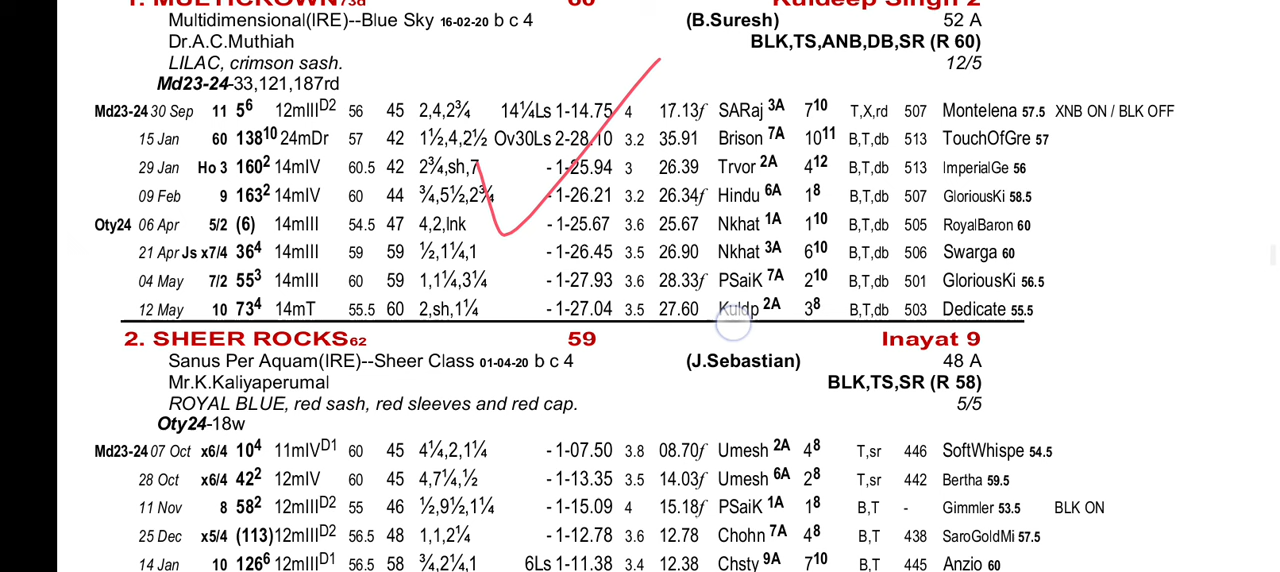 1. MULTICROWN73a 60 Kuldeep Singh 2
Multidimensional(IRE)--Blue Sky 16-02-20 b c 4 (B.Suresh) 52 A
Dr.A.C.Muthiah BLK,TS,ANB,DB,SR (R 60)
LILAC, crimson sash. 12/5
Md23-24-33,121,187rd
Md23-24 30 Sep 11 5⁶ 12mIIID2 56 45 2,4,2¾ 14¼Ls 1-14.75 4 17.13f SARaj 3A 7¹⁰ T,X,rd 507 Montelena 57.5 XNB ON / BLK OFF
15 Jan 60 138¹⁰ 24mDr 57 42 1½,4,2½ Ov30Ls 2-28.10 3.2 35.91 Brison 7A 10¹¹ B,T,db 513 TouchOfGre 57
29 Jan Ho 3 160² 14mIV 60.5 42 2¾,sh,7 - 1-25.94 3 26.39 Trvor 2A 4¹² B,T,db 513 ImperialGe 56
09 Feb 9 163² 14mIV 60 44 ¾,5½,2¾ - 1-26.21 3.2 26.34f Hindu 6A 1⁸ B,T,db 507 GloriousKi 58.5
Oty24 06 Apr 5/2 (6) 14mIII 54.5 47 4,2,lnk - 1-25.67 3.6 25.67 Nkhat 1A 1¹⁰ B,T,db 505 RoyalBaron 60
21 Apr Js x7/4 36⁴ 14mIII 59 59 ½,1¼,1 - 1-26.45 3.5 26.90 Nkhat 3A 6¹⁰ B,T,db 506 Swarga 60
04 May 7/2 55³ 14mIII 60 59 1,1¼,3¼ - 1-27.93 3.6 28.33f PSaiK 7A 2¹⁰ B,T,db 501 GloriousKi 56.5
12 May 10 73⁴ 14mT 55.5 60 2,sh,1¼ - 1-27.04 3.5 27.60 Kuldp 2A 3⁸ B,T,db 503 Dedicate 55.5
2. SHEER ROCKS62 59 Inayat 9
Sanus Per Aquam(IRE)--Sheer Class 01-04-20 b c 4 (J.Sebastian) 48 A
Mr.K.Kaliyaperumal BLK,TS,SR (R 58)
ROYAL BLUE, red sash, red sleeves and red cap. 5/5
Oty24-18w
Md23-24 07 Oct x6/4 10⁴ 11mIVD1 60 45 4¼,2,1¼ - 1-07.50 3.8 08.70f Umesh 2A 4⁸ T,sr 446 SoftWhispe 54.5
28 Oct x6/4 42² 12mIV 60 45 4,7¼,½ - 1-13.35 3.5 14.03f Umesh 6A 2⁸ T,sr 442 Bertha 59.5
11 Nov 8 58² 12mIIID2 55 46 ½,9½,1¼ - 1-15.09 4 15.18f PSaiK 1A 1⁸ B,T - Gimmler 53.5 BLK ON
25 Dec x5/4 (113)12mIIID2 56.5 48 1,1,2¼ - 1-12.78 3.6 12.78 Chohn 7A 4⁸ B,T 438 SaroGoldMi 57.5
14 Jan 10 126⁶ 12mIIID1 56.5 58 ¾,2¼,1 6Ls 1-11.38 3.4 12.38 Chsty 9A 7¹⁰ B,T 445 Anzio 60